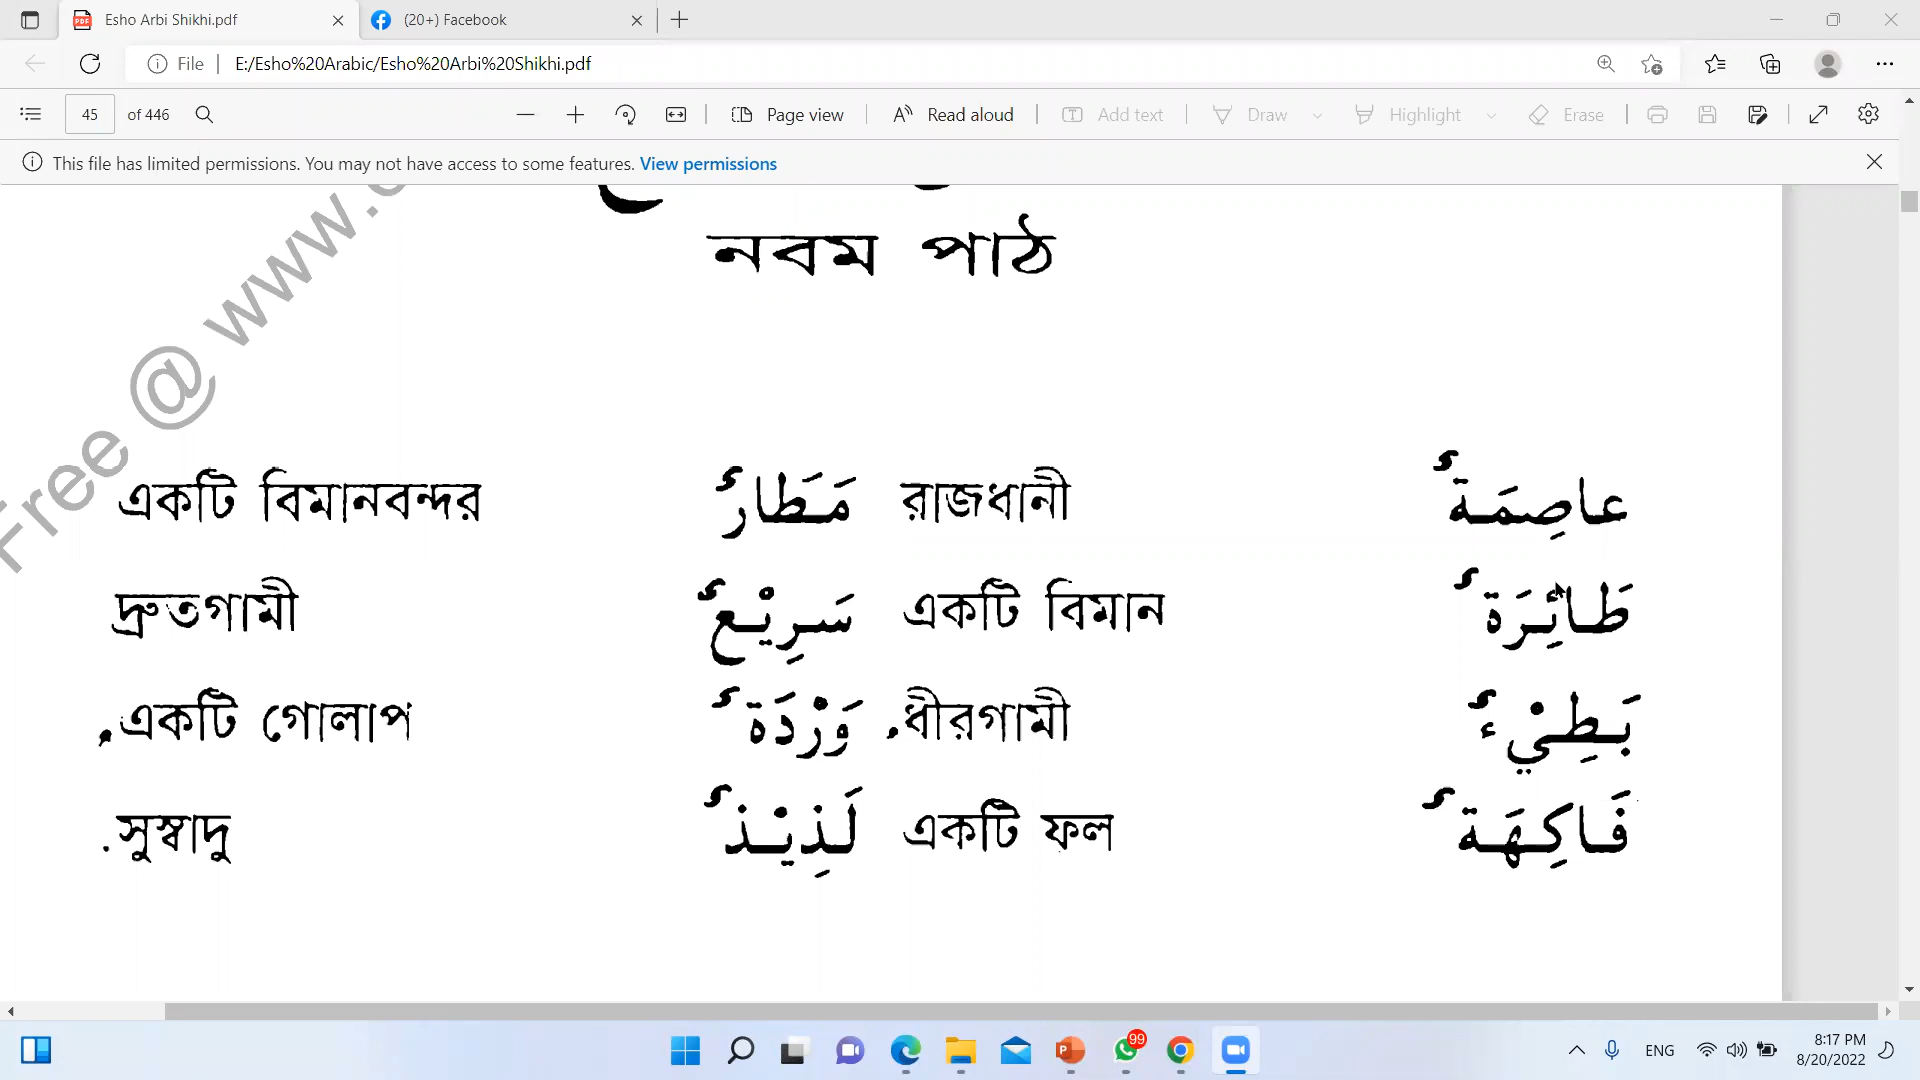 Esho Arbi Shikhi.pdf
(20+) Facebook
File
E:/Esho%20Arabic/Esho%20Arbi%20Shikhi.pdf
45 of 446
Page view
Read aloud
Add text
Draw
Highlight
Erase
This file has limited permissions. You may not have access to some features. View permissions
Free @ www.
নবম পাঠ
عاصِمَةٌ রাজধানী مَطَارٌ একটি বিমানবন্দর
طَائِرَةٌ একটি বিমান سَرِيْعٌ দ্রুতগামী
بَطِيْءٌ ধীরগামী وَرْدَةٌ একটি গোলাপ
فَاكِهَةٌ একটি ফল لَذِيْذٌ সুস্বাদু
99
ENG
8:17 PM
8/20/2022